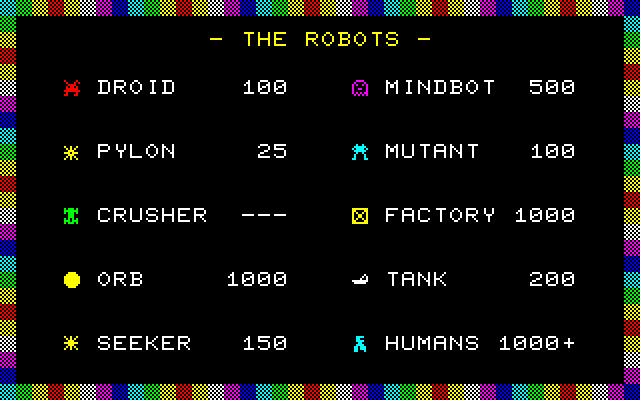 - THE ROBOTS -
DROID 100 MINDBOT 500
PYLON 25 MUTANT 100
CRUSHER --- FACTORY 1000
ORB 1000 TANK 200
SEEKER 150 HUMANS 1000+